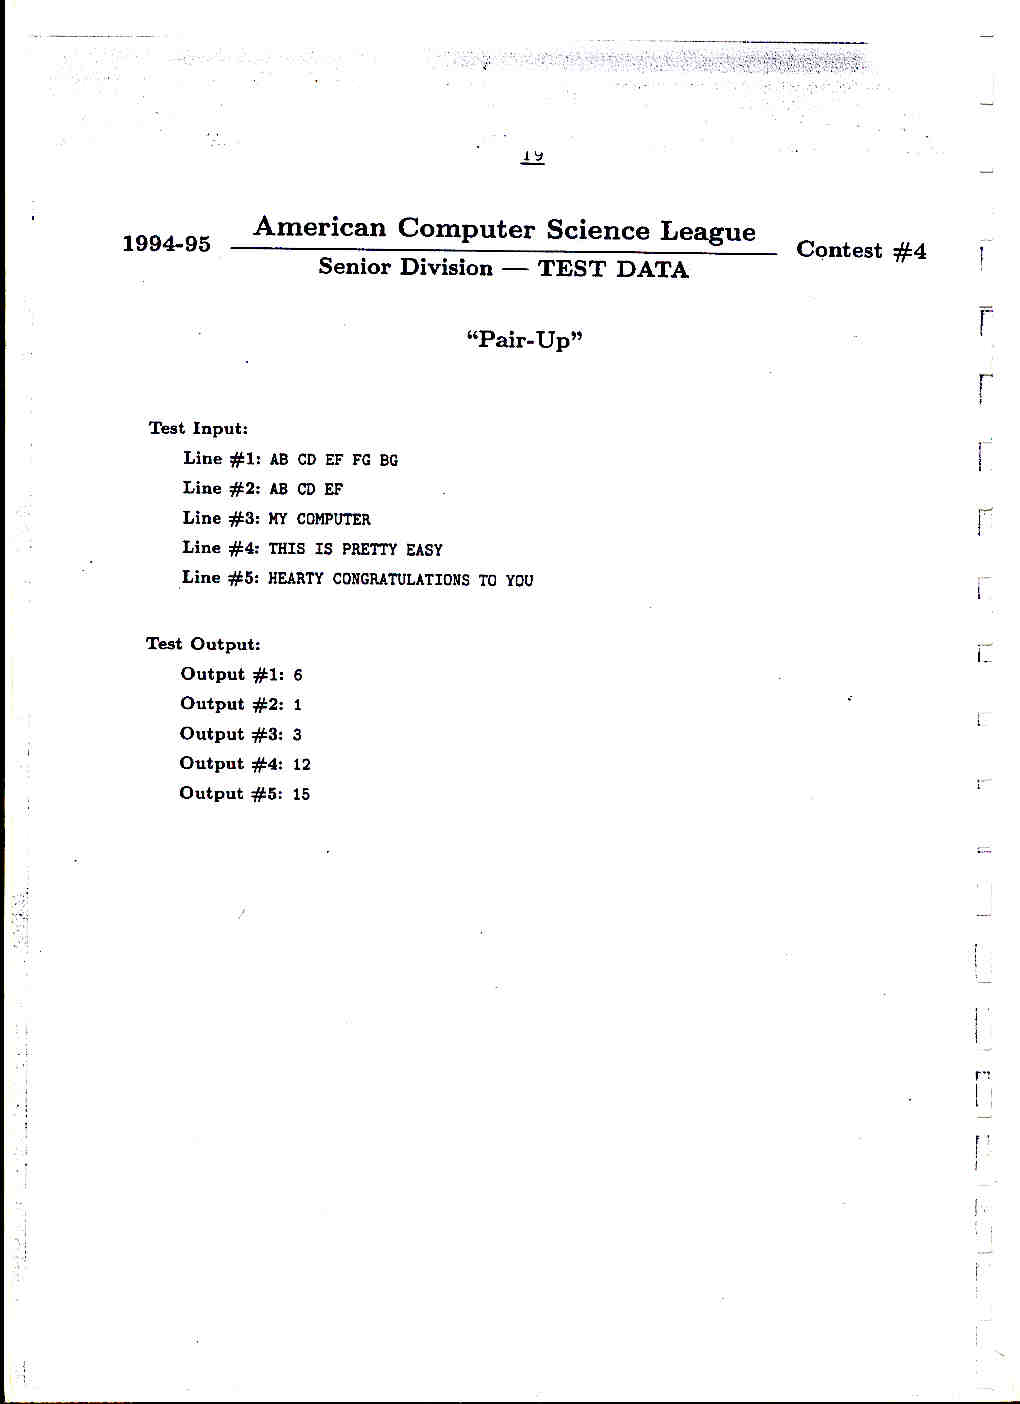 19
American Computer Science League
1994-95
Contest #4
Senior Division — TEST DATA
“Pair-Up”
Test Input:
Line #1: AB CD EF FG BG
Line #2: AB CD EF
Line #3: MY COMPUTER
Line #4: THIS IS PRETTY EASY
Line #5: HEARTY CONGRATULATIONS TO YOU
Test Output:
Output #1: 6
Output #2: 1
Output #3: 3
Output #4: 12
Output #5: 15